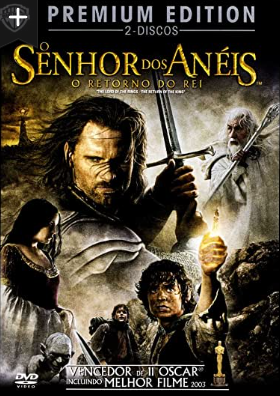 PREMIUM EDITION
2-DISCOS
O SENHOR DOS ANÉIS
O RETORNO DO REI
"THE LORD OF THE RINGS: THE RETURN OF THE KING"
TM
VENCEDOR DE 11 OSCAR®
INCLUINDO MELHOR FILME 2003
DVD
VIDEO